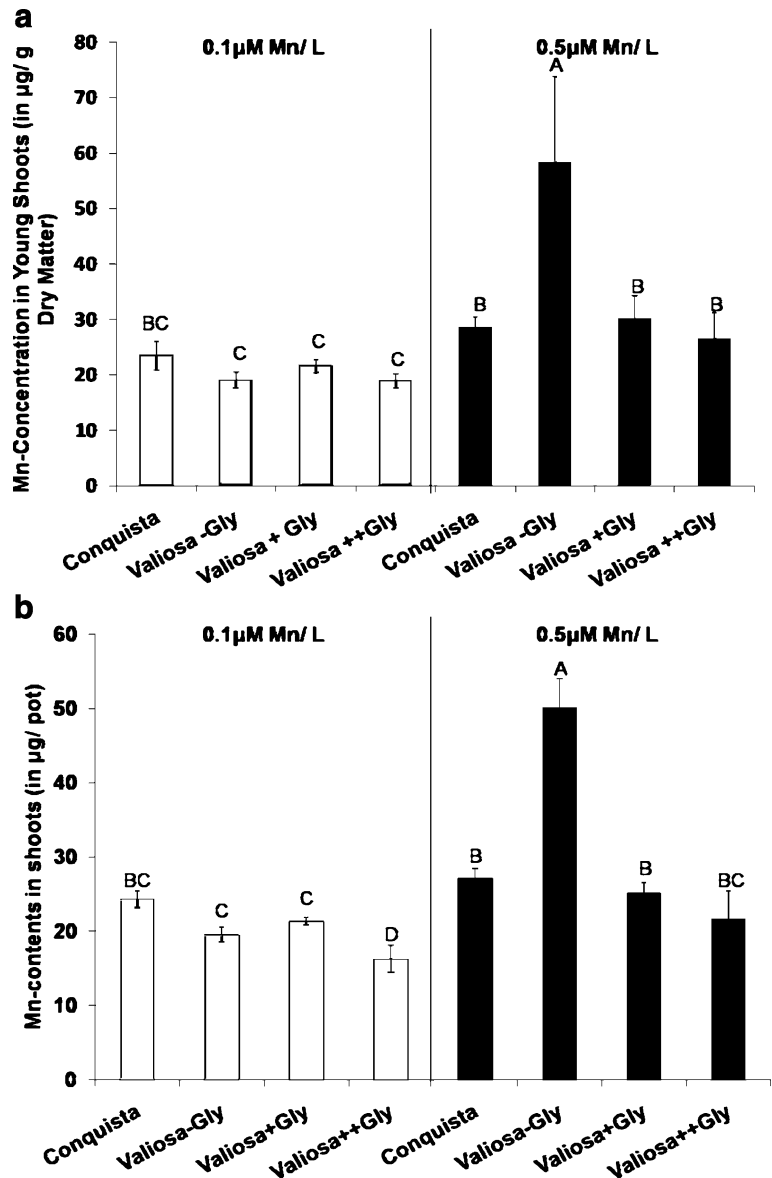 a
0.1µM Mn/ L
0.5µM Mn/ L
Mn-Concentration in Young Shoots (in µg/ g
Dry Matter)
80
70
60
50
40
30
20
10
0
BC
C
C
C
A
B
B
B
Conquista
Valiosa -Gly
Valiosa + Gly
Valiosa ++Gly
Conquista
Valiosa -Gly
Valiosa +Gly
Valiosa ++Gly
b
0.1µM Mn/ L
0.5µM Mn/ L
Mn-contents in shoots (in µg/ pot)
60
50
40
30
20
10
0
BC
C
C
D
B
A
B
BC
Conquista
Valiosa-Gly
Valiosa+Gly
Valiosa++Gly
Conquista
Valiosa-Gly
Valiosa+Gly
Valiosa++Gly